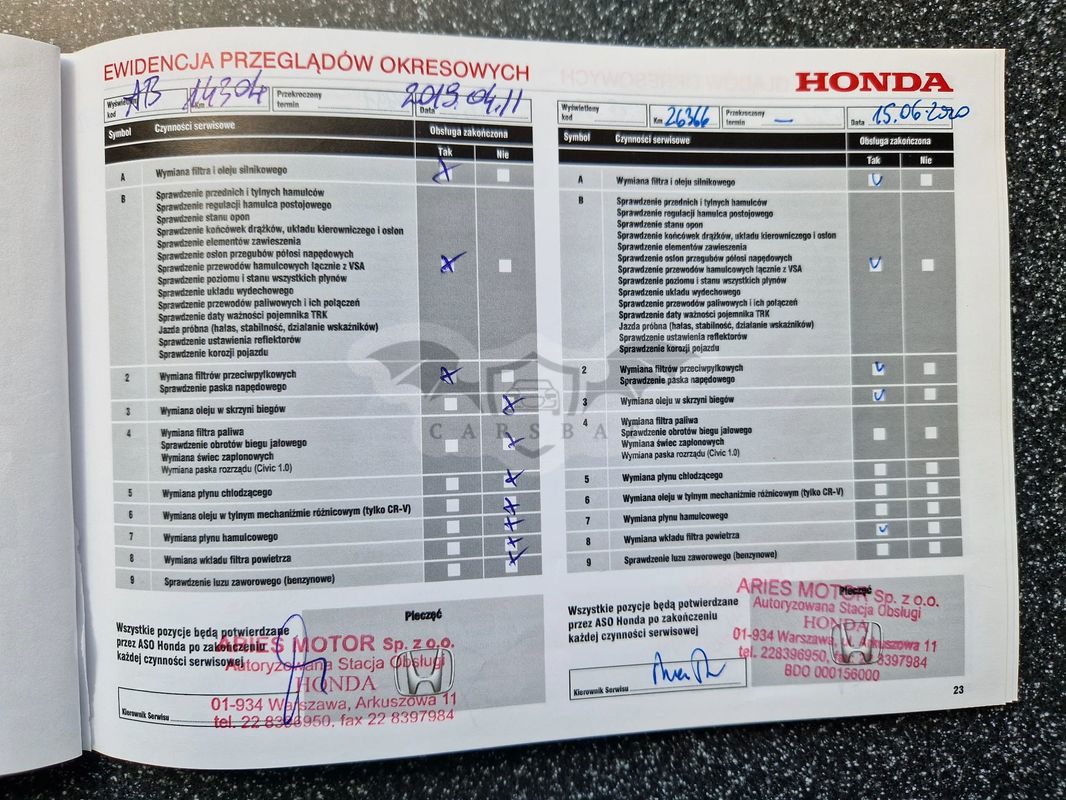 EWIDENCJA PRZEGLĄDÓW OKRESOWYCH
Wyświetlony kod AB 14304 Km Przekroczony termin Data 2019.04.11
Symbol Czynności serwisowe Obsługa zakończona
Tak Nie
A Wymiana filtra i oleju silnikowego
B Sprawdzenie przednich i tylnych hamulców
Sprawdzenie regulacji hamulca postojowego
Sprawdzenie stanu opon
Sprawdzenie końcówek drążków, układu kierowniczego i osłon
Sprawdzenie elementów zawieszenia
Sprawdzenie osłon przegubów półosi napędowych
Sprawdzenie przewodów hamulcowych łącznie z VSA
Sprawdzenie poziomu i stanu wszystkich płynów
Sprawdzenie układu wydechowego
Sprawdzenie przewodów paliwowych i ich połączeń
Sprawdzenie daty ważności pojemnika TRK
Jazda próbna (hałas, stabilność, działanie wskaźników)
Sprawdzenie ustawienia reflektorów
Sprawdzenie korozji pojazdu
2 Wymiana filtrów przeciwpyłkowych
Sprawdzenie paska napędowego
3 Wymiana oleju w skrzyni biegów
4 Wymiana filtra paliwa
Sprawdzenie obrotów biegu jałowego
Wymiana świec zapłonowych
Wymiana paska rozrządu (Civic 1.0)
5 Wymiana płynu chłodzącego
6 Wymiana oleju w tylnym mechaniźmie różnicowym (tylko CR-V)
7 Wymiana płynu hamulcowego
8 Wymiana wkładu filtra powietrza
9 Sprawdzenie luzu zaworowego (benzynowe)
Wszystkie pozycje będą potwierdzane
przez ASO Honda po zakończeniu
każdej czynności serwisowej
Kierownik Serwisu
Pieczęć
ARIES MOTOR Sp. z o.o.
Autoryzowana Stacja Obsługi
HONDA
01-934 Warszawa, Arkuszowa 11
tel. 22 8396950, fax 22 8397984
HONDA
Wyświetlony kod Km 26366 Przekroczony termin — Data 15.06.2020
Symbol Czynności serwisowe Obsługa zakończona
Tak Nie
A Wymiana filtra i oleju silnikowego
B Sprawdzenie przednich i tylnych hamulców
Sprawdzenie regulacji hamulca postojowego
Sprawdzenie stanu opon
Sprawdzenie końcówek drążków, układu kierowniczego i osłon
Sprawdzenie elementów zawieszenia
Sprawdzenie osłon przegubów półosi napędowych
Sprawdzenie przewodów hamulcowych łącznie z VSA
Sprawdzenie poziomu i stanu wszystkich płynów
Sprawdzenie układu wydechowego
Sprawdzenie przewodów paliwowych i ich połączeń
Sprawdzenie daty ważności pojemnika TRK
Jazda próbna (hałas, stabilność, działanie wskaźników)
Sprawdzenie ustawienia reflektorów
Sprawdzenie korozji pojazdu
2 Wymiana filtrów przeciwpyłkowych
Sprawdzenie paska napędowego
3 Wymiana oleju w skrzyni biegów
4 Wymiana filtra paliwa
Sprawdzenie obrotów biegu jałowego
Wymiana świec zapłonowych
Wymiana paska rozrządu (Civic 1.0)
5 Wymiana płynu chłodzącego
6 Wymiana oleju w tylnym mechaniźmie różnicowym (tylko CR-V)
7 Wymiana płynu hamulcowego
8 Wymiana wkładu filtra powietrza
9 Sprawdzenie luzu zaworowego (benzynowe)
Wszystkie pozycje będą potwierdzane
przez ASO Honda po zakończeniu
każdej czynności serwisowej
Kierownik Serwisu
Pieczęć
ARIES MOTOR Sp. z o.o.
Autoryzowana Stacja Obsługi
HONDA
01-934 Warszawa, Arkuszowa 11
tel. 228396950, 8397984
BDO 000156000
23
CARSBA